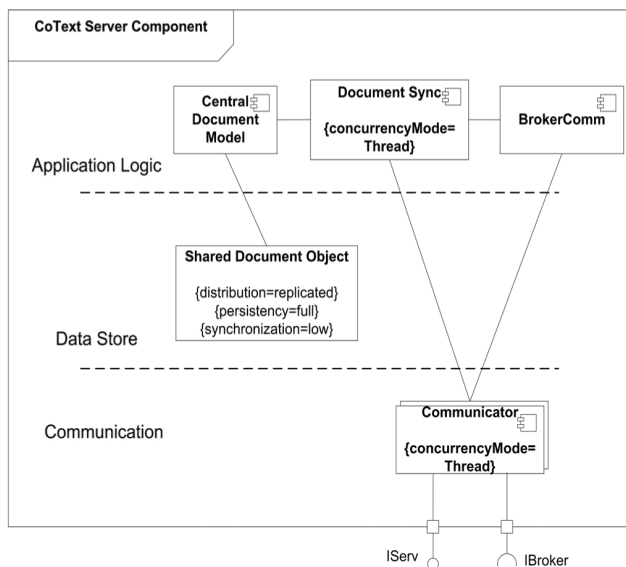 CoText Server Component
Central
Document
Model
Document Sync
{concurrencyMode=
Thread}
BrokerComm
Application Logic
Shared Document Object
{distribution=replicated}
{persistency=full}
{synchronization=low}
Data Store
Communicator
{concurrencyMode=
Thread}
Communication
IServ
IBroker